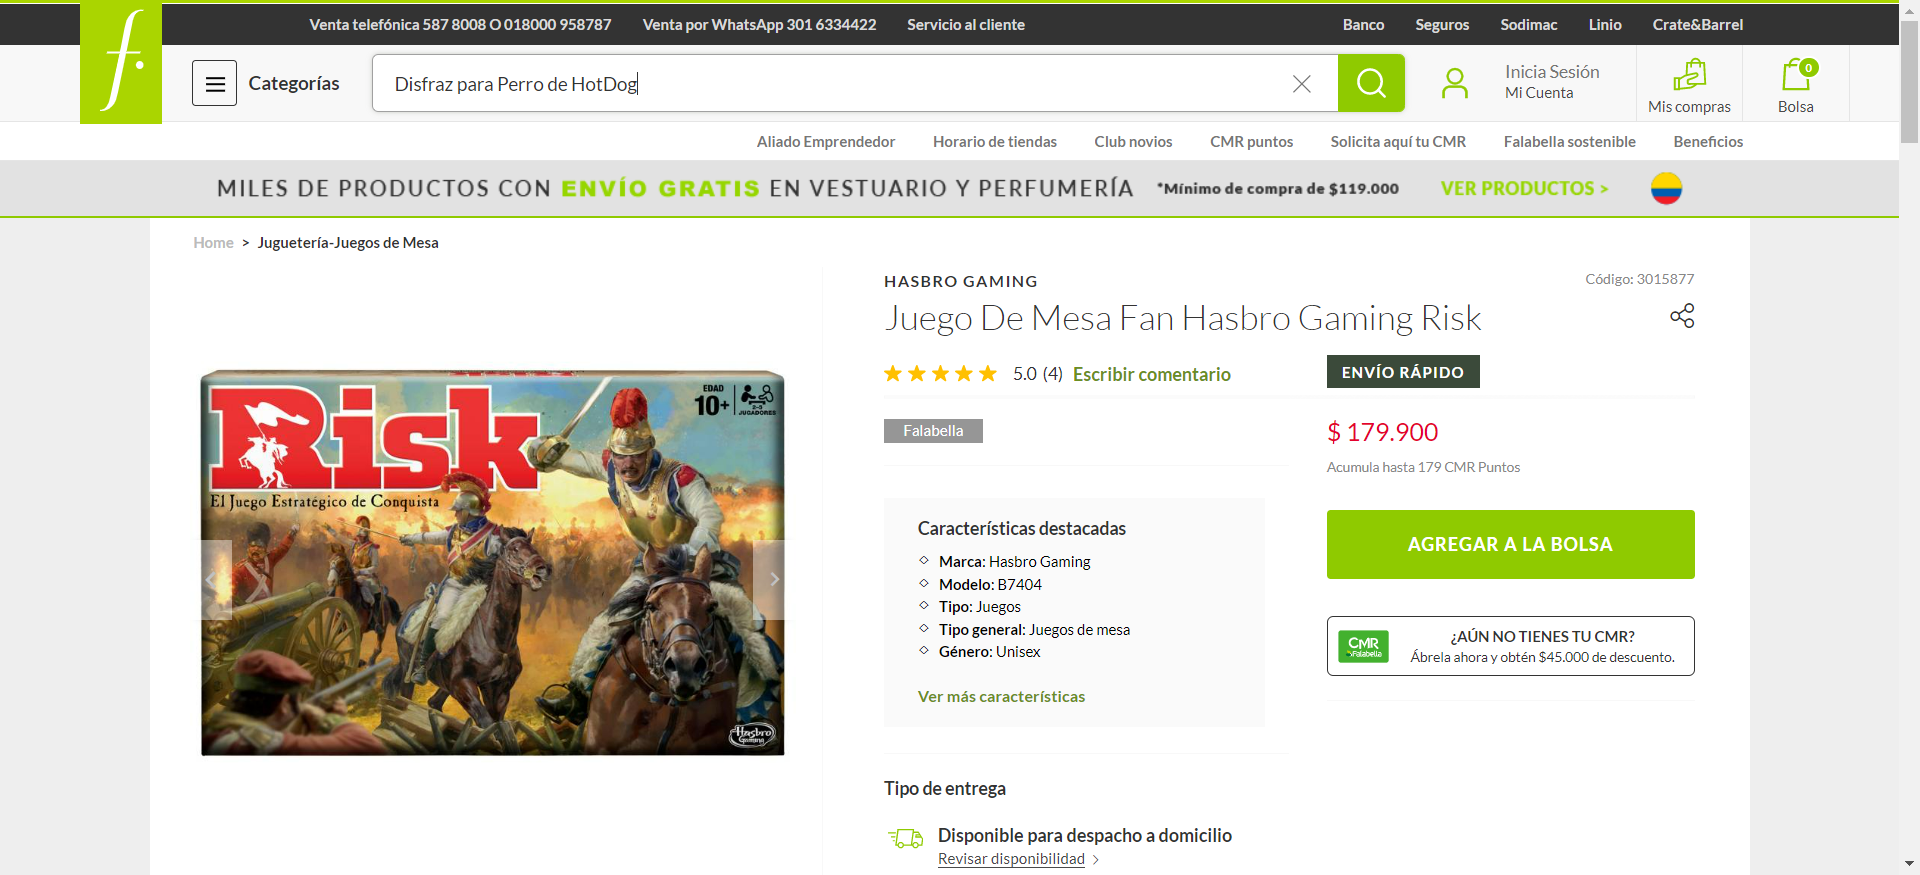 Venta telefónica 587 8008 O 018000 958787
Venta por WhatsApp 301 6334422
Servicio al cliente
Banco
Seguros
Sodimac
Linio
Crate&Barrel
f.
Categorías
Disfraz para Perro de HotDog
Inicia Sesión
Mi Cuenta
Mis compras
0
Bolsa
Aliado Emprendedor
Horario de tiendas
Club novios
CMR puntos
Solicita aquí tu CMR
Falabella sostenible
Beneficios
MILES DE PRODUCTOS CON ENVÍO GRATIS EN VESTUARIO Y PERFUMERÍA *Mínimo de compra de $119.000 VER PRODUCTOS >
Home > Juguetería-Juegos de Mesa
HASBRO GAMING
Código: 3015877
Juego De Mesa Fan Hasbro Gaming Risk
5.0 (4) Escribir comentario
ENVÍO RÁPIDO
Falabella
$ 179.900
Acumula hasta 179 CMR Puntos
EDAD
10+
2-5
JUGADORES
Risk
El Juego Estratégico de Conquista
Hasbro
Gaming
Características destacadas
Marca: Hasbro Gaming
Modelo: B7404
Tipo: Juegos
Tipo general: Juegos de mesa
Género: Unisex
Ver más características
AGREGAR A LA BOLSA
CMR
Falabella
¿AÚN NO TIENES TU CMR?
Ábrela ahora y obtén $45.000 de descuento.
Tipo de entrega
Disponible para despacho a domicilio
Revisar disponibilidad >